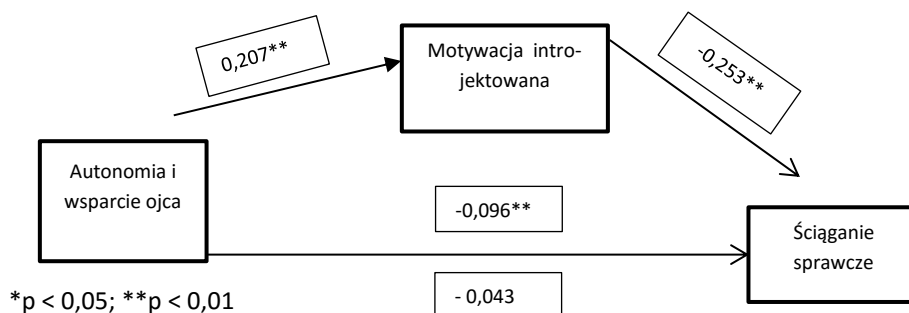 0,207**
Motywacja intro-
jektowana
-0,253**
Autonomia i
wsparcie ojca
-0,096**
Ściąganie
sprawcze
- 0,043
*p < 0,05; **p < 0,01